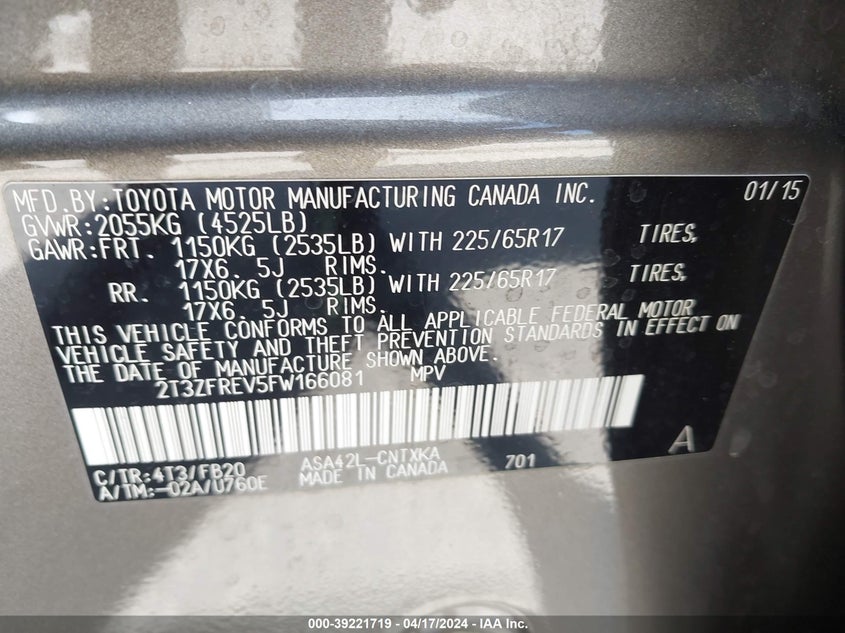 MFD.BY:TOYOTA MOTOR MANUFACTURING CANADA INC. 01/15
GVWR:2055KG (4525LB)
GAWR:FRT. 1150KG (2535LB) WITH 225/65R17 TIRES,
17X6. 5J RIMS.
RR. 1150KG (2535LB) WITH 225/65R17 TIRES,
17X6. 5J RIMS.
THIS VEHICLE CONFORMS TO ALL APPLICABLE FEDERAL MOTOR
VEHICLE SAFETY AND THEFT PREVENTION STANDARDS IN EFFECT ON
THE DATE OF MANUFACTURE SHOWN ABOVE.
2T3ZFREV5FW166081 MPV
A
C/TR:4T3/FB20 ASA42L-CNTXKA 701
A/TM:-02A/U760E MADE IN CANADA
000-39221719 - 04/17/2024 - IAA Inc.